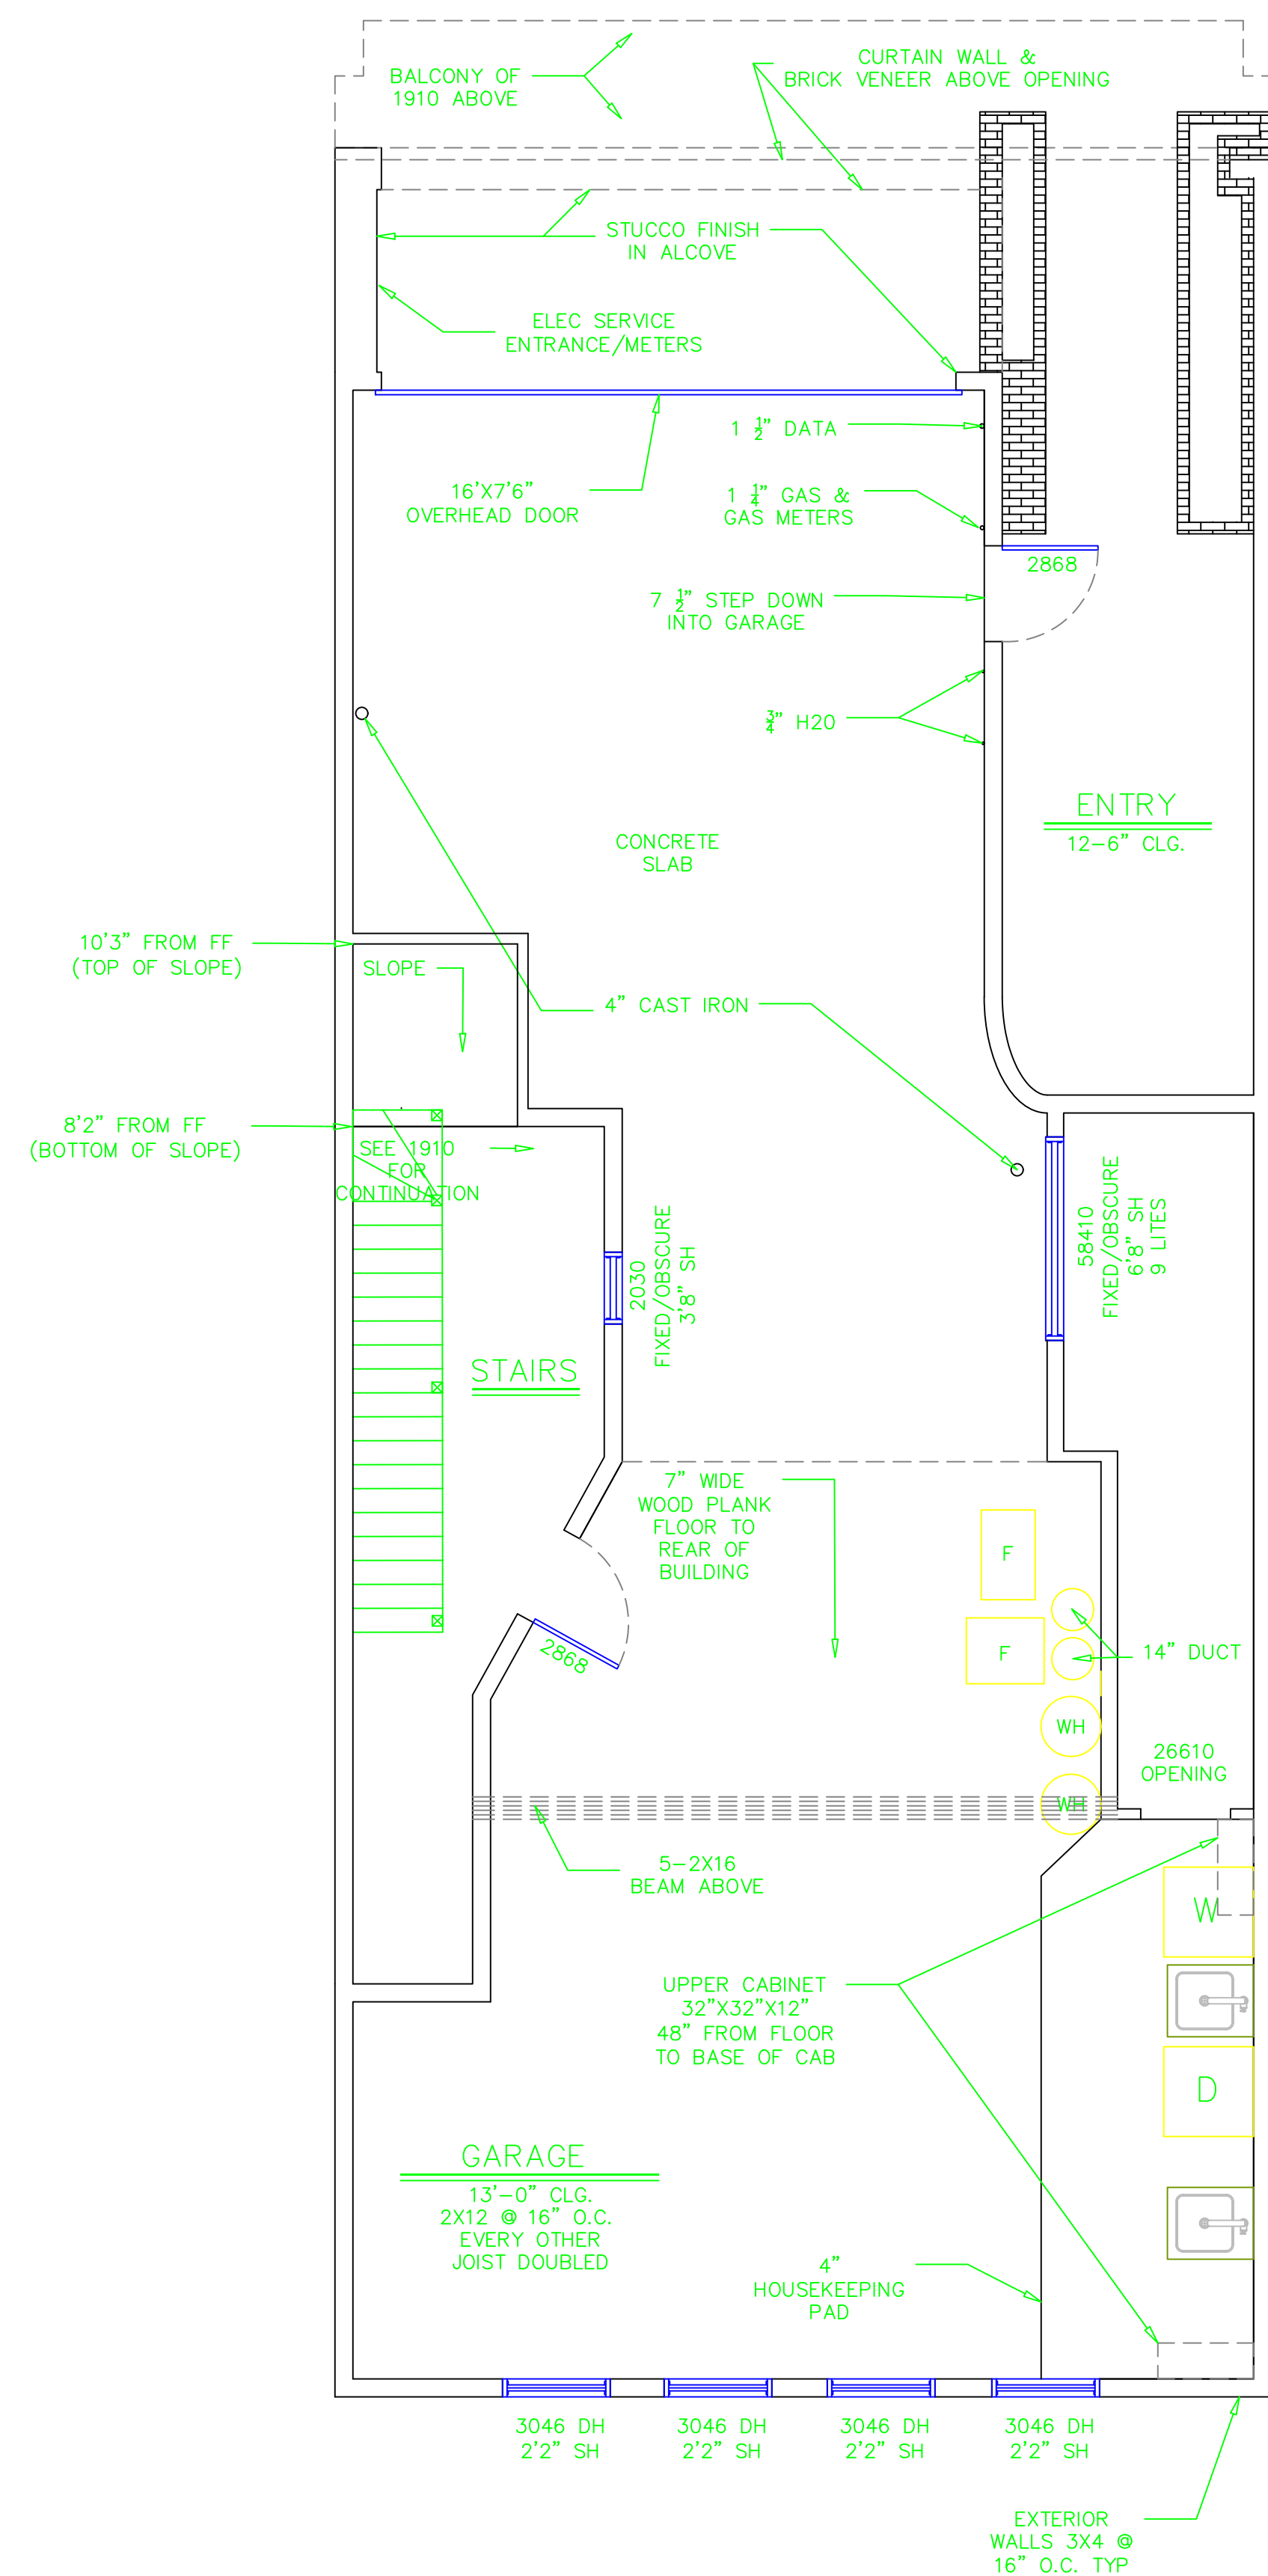 BALCONY OF
1910 ABOVE
CURTAIN WALL &
BRICK VENEER ABOVE OPENING
STUCCO FINISH
IN ALCOVE
ELEC SERVICE
ENTRANCE/METERS
1 1/2" DATA
16'X7'6"
OVERHEAD DOOR
1 1/4" GAS &
GAS METERS
2868
7 1/2" STEP DOWN
INTO GARAGE
3/4" H20
ENTRY
12-6" CLG.
CONCRETE
SLAB
10'3" FROM FF
(TOP OF SLOPE)
SLOPE
4" CAST IRON
8'2" FROM FF
(BOTTOM OF SLOPE)
SEE 1910
FOR
CONTINUATION
2030
FIXED/OBSCURE
3'8" SH
58410
FIXED/OBSCURE
6'8" SH
9 LITES
STAIRS
7" WIDE
WOOD PLANK
FLOOR TO
REAR OF
BUILDING
F
F
2868
14" DUCT
WH
WH
26610
OPENING
5-2X16
BEAM ABOVE
W
UPPER CABINET
32"X32"X12"
48" FROM FLOOR
TO BASE OF CAB
D
GARAGE
13'-0" CLG.
2X12 @ 16" O.C.
EVERY OTHER
JOIST DOUBLED
4"
HOUSEKEEPING
PAD
3046 DH
2'2" SH
3046 DH
2'2" SH
3046 DH
2'2" SH
3046 DH
2'2" SH
EXTERIOR
WALLS 3X4 @
16" O.C. TYP